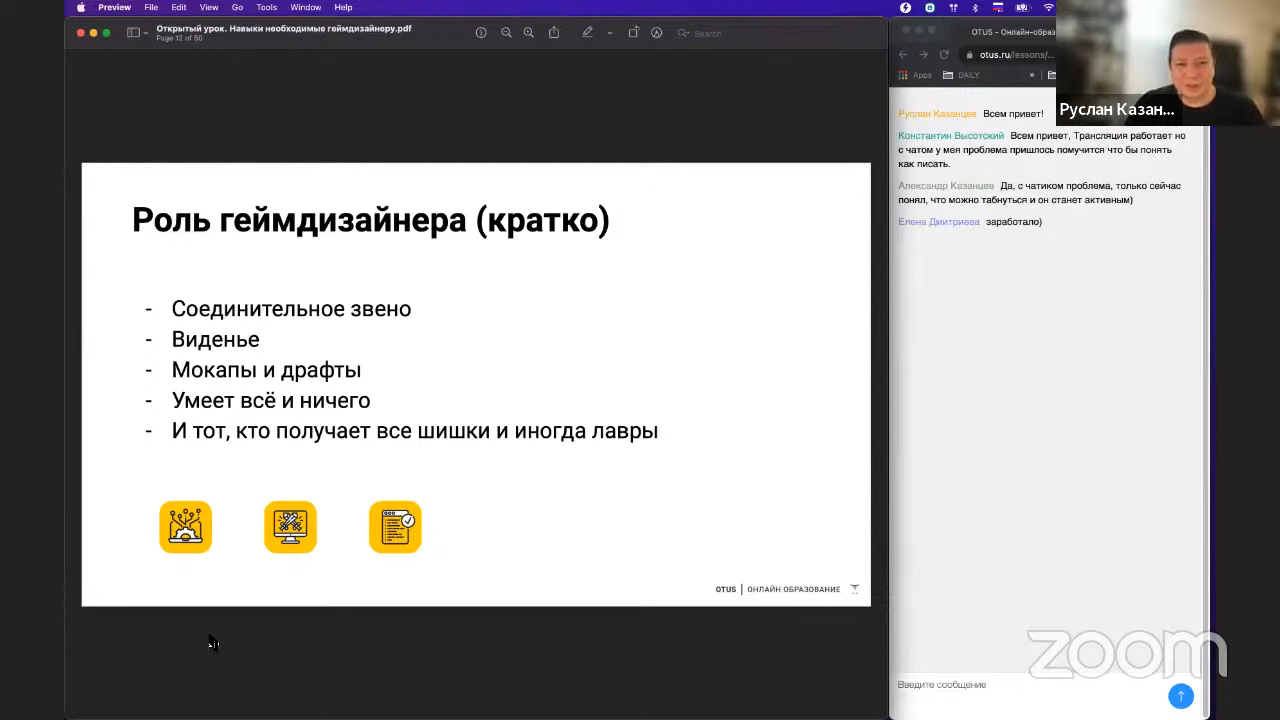 Preview File Edit View Go Tools Window Help
Открытый урок. Навыки необходимые геймдизайнеру.pdf
Page 12 of 50
Search
Роль геймдизайнера (кратко)
- Соединительное звено
- Виденье
- Мокапы и драфты
- Умеет всё и ничего
- И тот, кто получает все шишки и иногда лавры
OTUS | ОНЛАЙН ОБРАЗОВАНИЕ
OTUS - Онлайн-образ
otus.ru/lessons/...
Apps DAILY »
Руслан Казан...
Руслан Казанцев Всем привет!
Константин Высотский Всем привет, Трансляция работает но
с чатом у мея проблема пришлось помучится что бы понять
как писать.
Александр Казанцев Да, с чатиком проблема, только сейчас
понял, что можно табнуться и он станет активным)
Елена Дмитриева заработало)
zoom
Введите сообщение